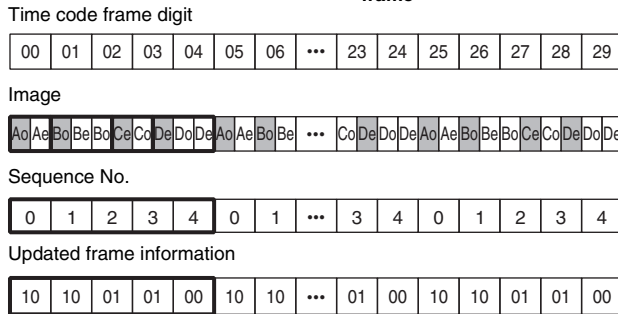 frame
Time code frame digit
00 01 02 03 04 05 06 ••• 23 24 25 26 27 28 29
Image
Ao Ae Bo Be Bo Ce Co De Do De Ao Ae Bo Be ••• Co De Do De Ao Ae Bo Be Bo Ce Co De Do De
Sequence No.
0 1 2 3 4 0 1 ••• 3 4 0 1 2 3 4
Updated frame information
10 10 01 01 00 10 10 ••• 01 00 10 10 01 01 00